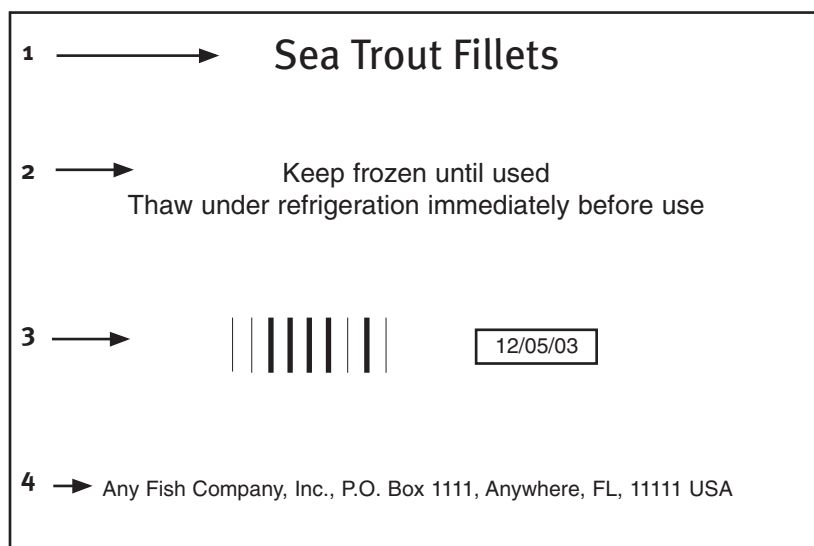 1 Sea Trout Fillets
2 Keep frozen until used
Thaw under refrigeration immediately before use
3 12/05/03
4 Any Fish Company, Inc., P.O. Box 1111, Anywhere, FL, 11111 USA